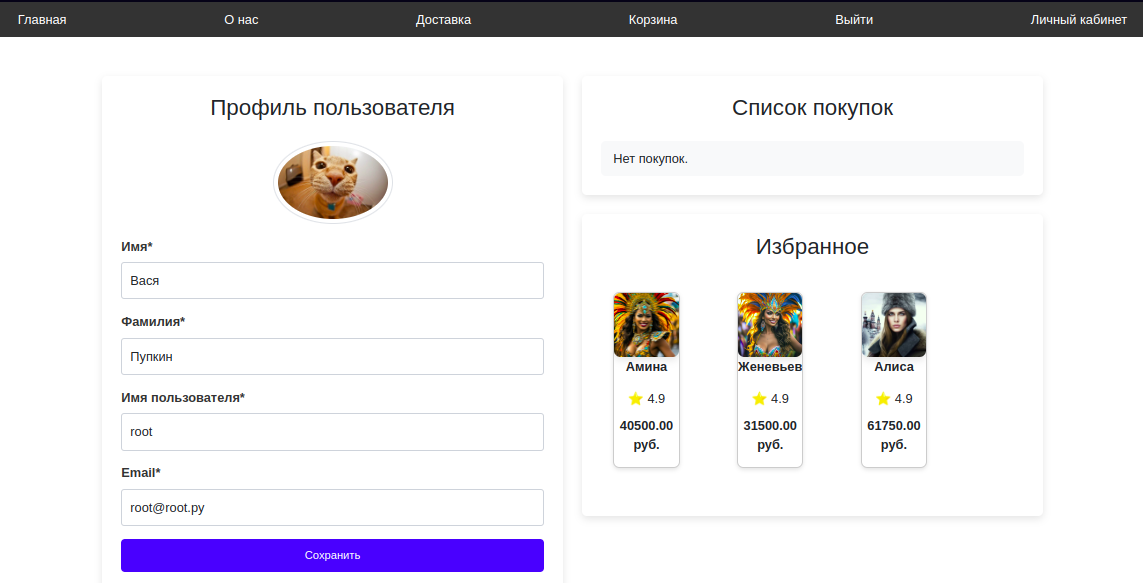 Главная О нас Доставка Корзина Выйти Личный кабинет
Профиль пользователя
Имя*
Вася
Фамилия*
Пупкин
Имя пользователя*
root
Email*
root@root.py
Сохранить
Список покупок
Нет покупок.
Избранное
Амина Женевьев Алиса
4.9 4.9 4.9
40500.00 31500.00 61750.00
руб. руб. руб.